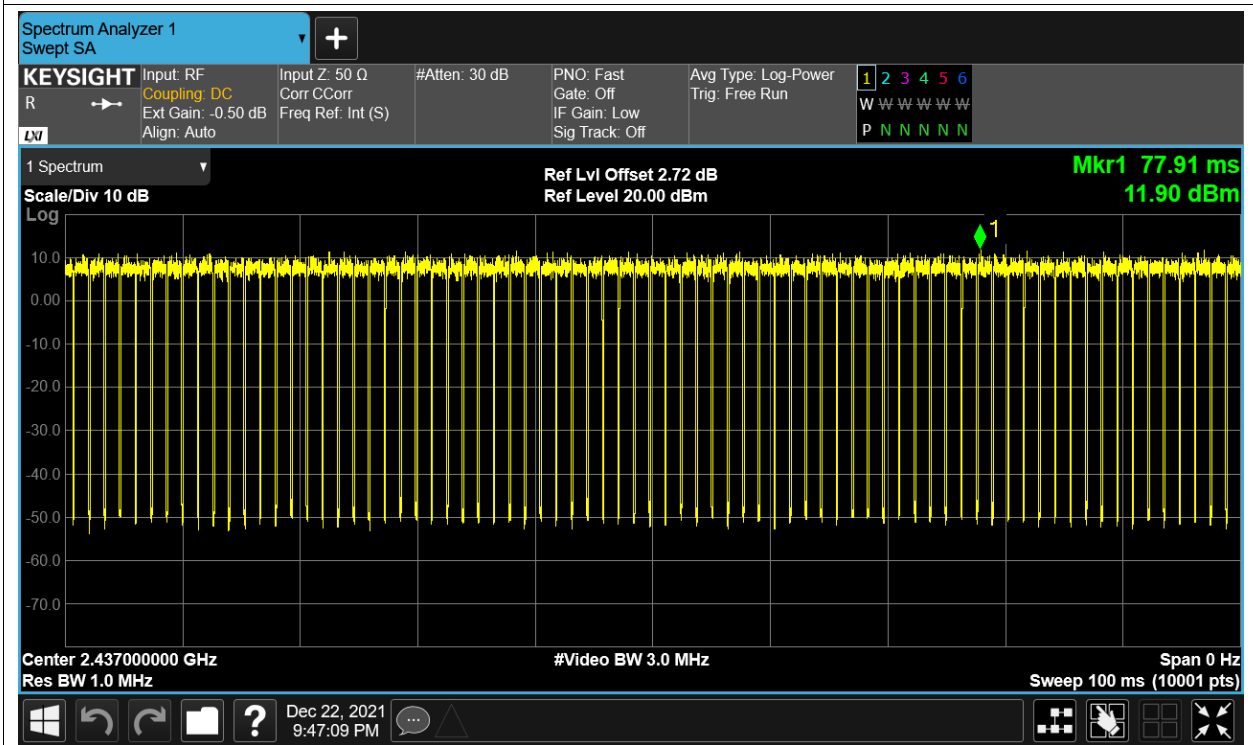 Spectrum Analyzer 1
Swept SA
▼
+
KEYSIGHT
R
LXI
Input: RF
Coupling: DC
Ext Gain: -0.50 dB
Align: Auto
Input Z: 50 Ω
Corr CCorr
Freq Ref: Int (S)
#Atten: 30 dB
PNO: Fast
Gate: Off
IF Gain: Low
Sig Track: Off
Avg Type: Log-Power
Trig: Free Run
1 2 3 4 5 6
W W W W W W
P N N N N N
1 Spectrum ▼
Scale/Div 10 dB
Ref Lvl Offset 2.72 dB
Ref Level 20.00 dBm
Mkr1 77.91 ms
11.90 dBm
Log
1
10.0
0.00
-10.0
-20.0
-30.0
-40.0
-50.0
-60.0
-70.0
Center 2.437000000 GHz
Res BW 1.0 MHz
#Video BW 3.0 MHz
Span 0 Hz
Sweep 100 ms (10001 pts)
?
Dec 22, 2021
9:47:09 PM